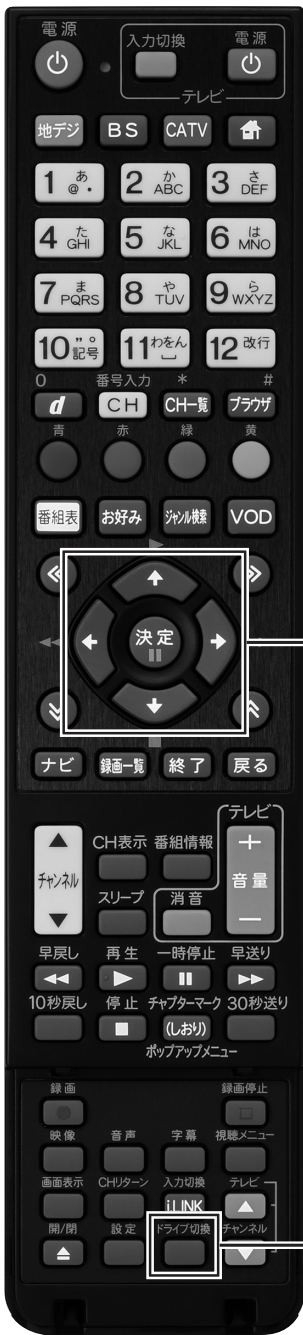 電源 入力切換 電源
テレビ
地デジ BS CATV
1 あ @. 2 か ABC 3 さ DEF
4 た GHI 5 な JKL 6 は MNO
7 ま PQRS 8 や TUV 9 ら WXYZ
10 ゛゜ 記号 11 わをん 12 改行
0 番号入力 * #
d CH CH一覧 ブラウザ
青 赤 緑 黄
番組表 お好み ジャンル検索 VOD
決定
ナビ 録画一覧 終了 戻る
テレビ
CH表示 番組情報 +
チャンネル 音量
スリープ 消音 -
早戻し 再生 一時停止 早送り
10秒戻し 停止 チャプターマーク 30秒送り
(しおり)
ポップアップメニュー
録画 録画停止
映像 音声 字幕 視聴メニュー
画面表示 CHリターン 入力切換 テレビ
i.LINK
開/閉 設定 ドライブ切換 チャンネル